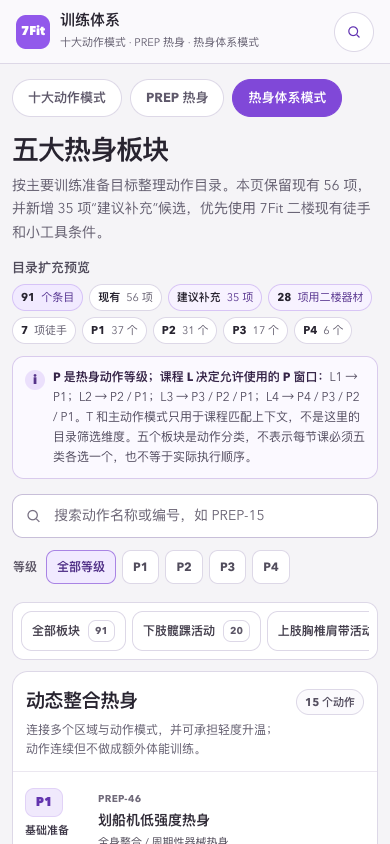 7Fit
训练体系
十大动作模式 · PREP 热身 · 热身体系模式
十大动作模式
PREP 热身
热身体系模式
五大热身板块
按主要训练准备目标整理动作目录。本页保留现有 56 项，
并新增 35 项“建议补充”候选，优先使用 7Fit 二楼现有徒手
和小工具条件。
目录扩充预览
91 个条目
现有 56 项
建议补充 35 项
28 项用二楼器材
7 项徒手
P1 37 个
P2 31 个
P3 17 个
P4 6 个
i
P 是热身动作等级；课程 L 决定允许使用的 P 窗口：L1 →
P1；L2 → P2 / P1；L3 → P3 / P2 / P1；L4 → P4 / P3 / P2
/ P1。T 和主动作模式只用于课程匹配上下文，不是这里的
目录筛选维度。五个板块是动作分类，不表示每节课必须五
类各选一个，也不等于实际执行顺序。
搜索动作名称或编号，如 PREP-15
等级
全部等级
P1
P2
P3
P4
全部板块 91
下肢髋踝活动 20
上肢胸椎肩带活动
动态整合热身
15 个动作
连接多个区域与动作模式，并可承担轻度升温；
动作连续但不做成额外体能训练。
P1
基础准备
PREP-46
划船机低强度热身
全身整合 / 周期性器械热身